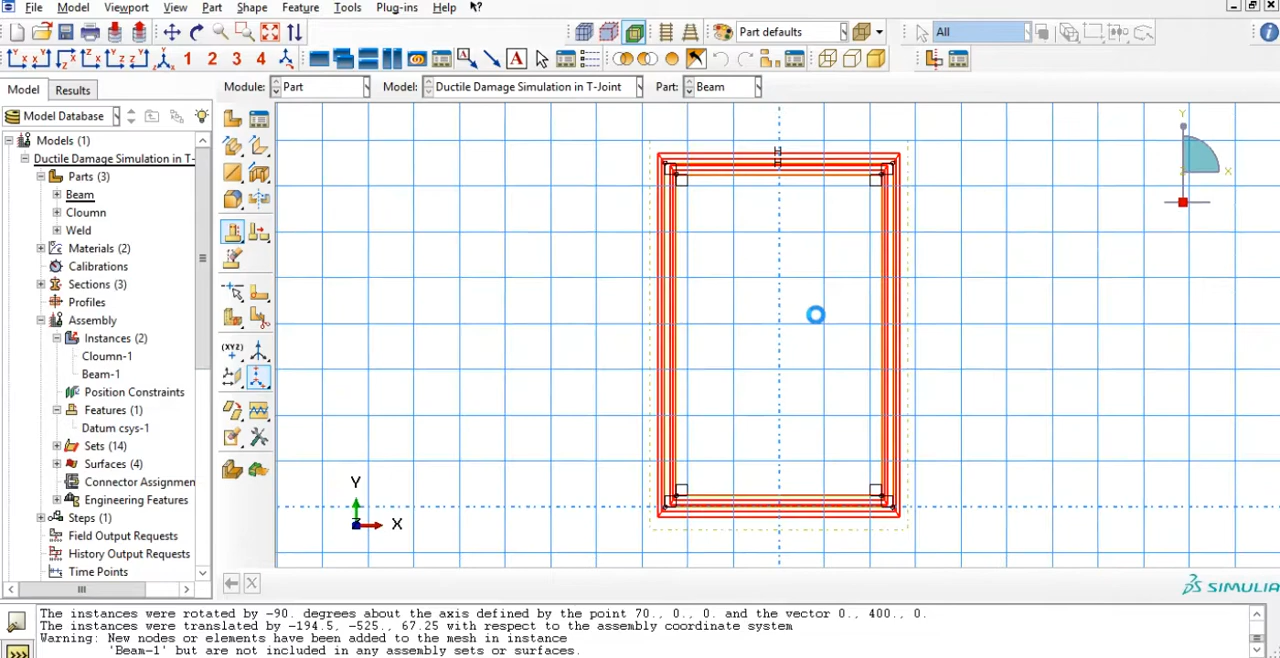 File Model Viewport View Part Shape Feature Tools Plug-ins Help
Part defaults
All
1 2 3 4 A A
Model Results Module: Part Model: Ductile Damage Simulation in T-Joint Part: Beam
Model Database
Models (1)
Ductile Damage Simulation in T-
Parts (3)
Beam
Cloumn
Weld
Materials (2)
Calibrations
Sections (3)
Profiles
Assembly
Instances (2)
Cloumn-1
Beam-1
Position Constraints
Features (1)
Datum csys-1
Sets (14)
Surfaces (4)
Connector Assignmen
Engineering Features
Steps (1)
Field Output Requests
History Output Requests
Time Points
(XYZ)
H
H
Y
X
Y
X
Z
SIMULIA
The instances were rotated by -90. degrees about the axis defined by the point 70., 0., 0. and the vector 0., 400., 0.
The instances were translated by -194.5, -525., 67.25 with respect to the assembly coordinate system
Warning: New nodes or elements have been added to the mesh in instance
'Beam-1' but are not included in any assembly sets or surfaces.